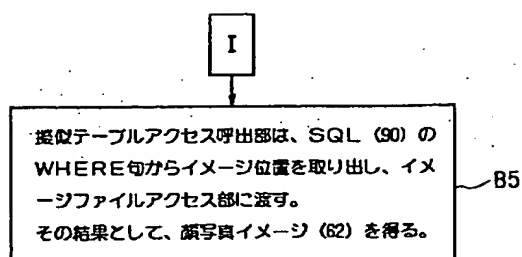 I
擬似テーブルアクセス呼出部は、SQL(90)の
WHERE句からイメージ位置を取り出し、イメ
ージファイルアクセス部に渡す。
その結果として、顔写真イメージ(62)を得る。
B5